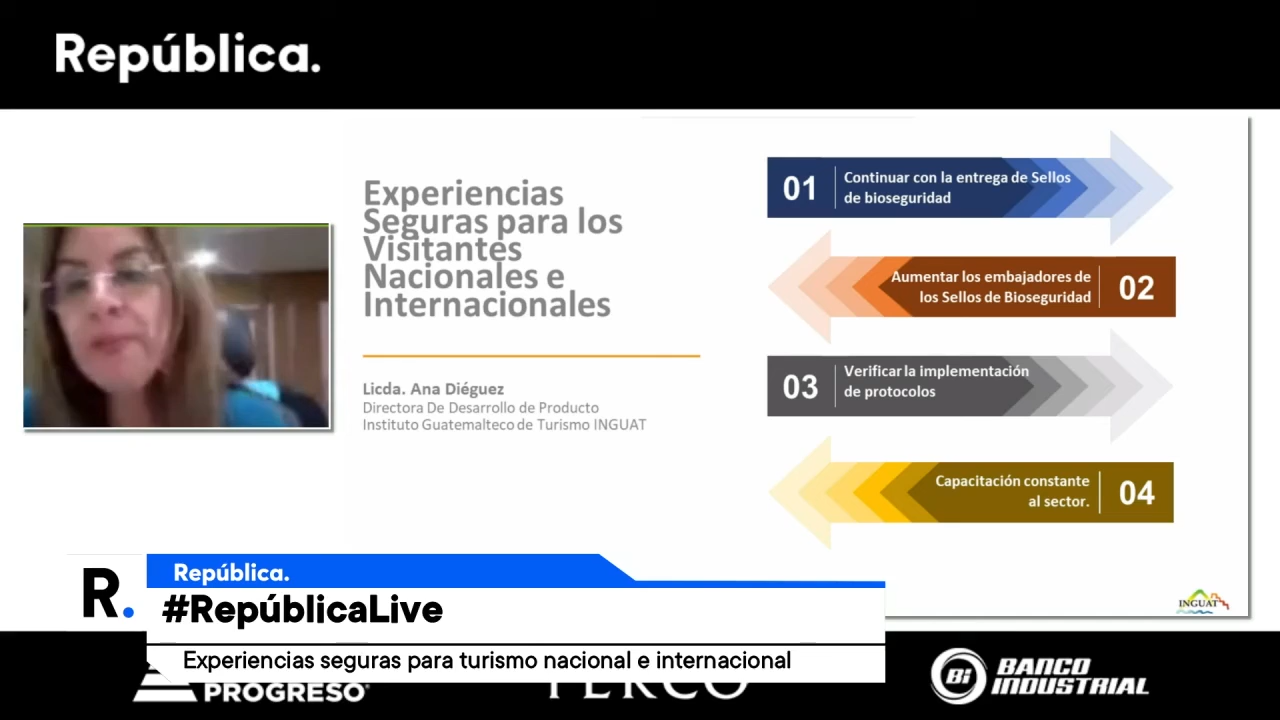 República.
Experiencias
Seguras para los
Visitantes
Nacionales e
Internacionales
Licda. Ana Diéguez
Directora De Desarrollo de Producto
Instituto Guatemalteco de Turismo INGUAT
01
Continuar con la entrega de Sellos
de bioseguridad
Aumentar los embajadores de
los Sellos de Bioseguridad
02
03
Verificar la implementación
de protocolos
Capacitación constante
al sector.
04
INGUAT
R.
República.
#RepúblicaLive
Experiencias seguras para turismo nacional e internacional
PROGRESO
Bi
BANCO
INDUSTRIAL